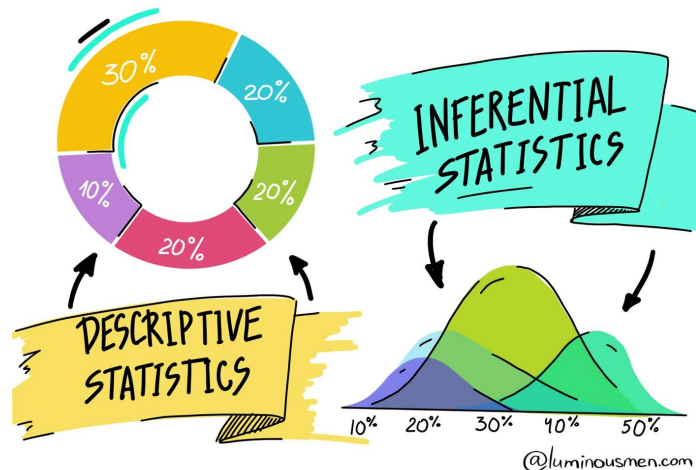 30%
20%
20%
20%
10%
DESCRIPTIVE
STATISTICS
INFERENTIAL
STATISTICS
10% 20% 30% 40% 50%
@luminousmen.com